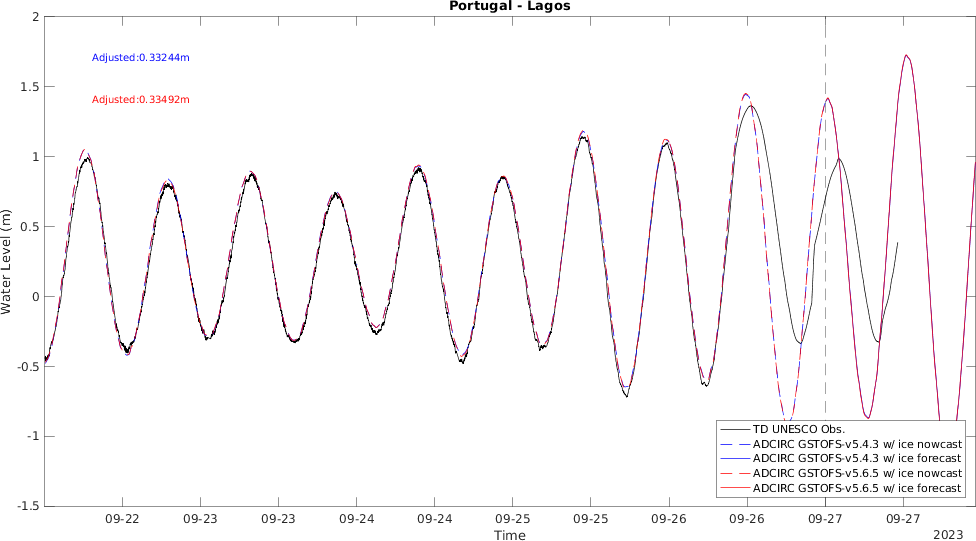 Portugal - Lagos
2
Adjusted:0.33244m
1.5
Adjusted:0.33492m
1
0.5
Water Level (m)
0
-0.5
-1
TD UNESCO Obs.
ADCIRC GSTOFS-v5.4.3 w/ ice nowcast
ADCIRC GSTOFS-v5.4.3 w/ ice forecast
ADCIRC GSTOFS-v5.6.5 w/ ice nowcast
ADCIRC GSTOFS-v5.6.5 w/ ice forecast
-1.5
09-22 09-23 09-23 09-24 09-24 09-25 09-25 09-26 09-26 09-27 09-27
Time
2023